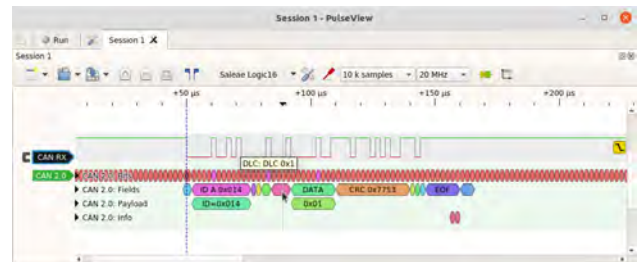 Session 1 - PulseView
Run
Session 1 X
Session 1
Saleae Logic16
10 k samples
20 MHz
+50 µs
+100 µs
+150 µs
+200 µs
CAN RX
DLC: DLC 0x1
CAN 2.0
CAN 2.0: Fields
ID A 0x014
DATA
CRC 0x7753
EOF
CAN 2.0: Payload
ID=0x014
0x01
CAN 2.0: Info